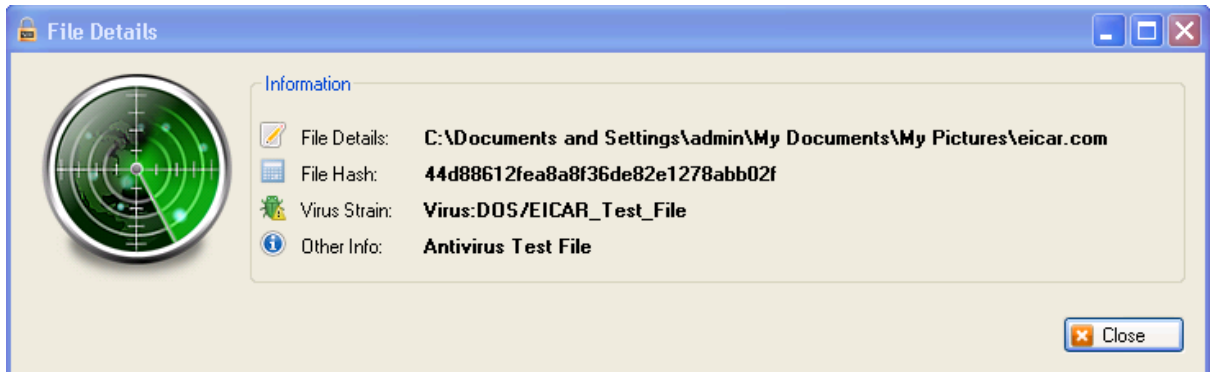 File Details
Information
File Details: C:\Documents and Settings\admin\My Documents\My Pictures\eicar.com
File Hash: 44d88612fea8a8f36de82e1278abb02f
Virus Strain: Virus:DOS/EICAR_Test_File
Other Info: Antivirus Test File
Close